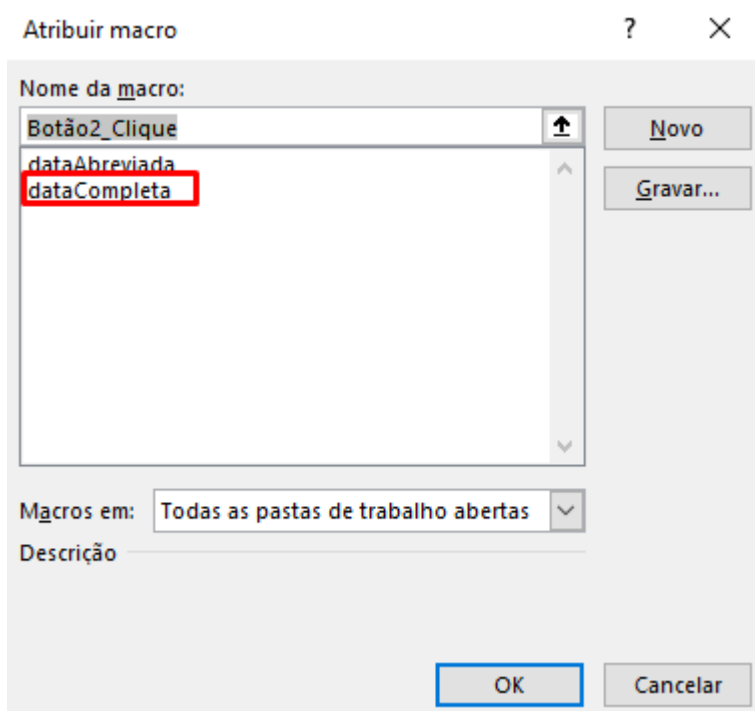 Atribuir macro ?
Nome da macro:
Botão2_Clique
Novo
dataAbreviada
dataCompleta
Gravar...
Macros em: Todas as pastas de trabalho abertas
Descrição
OK Cancelar